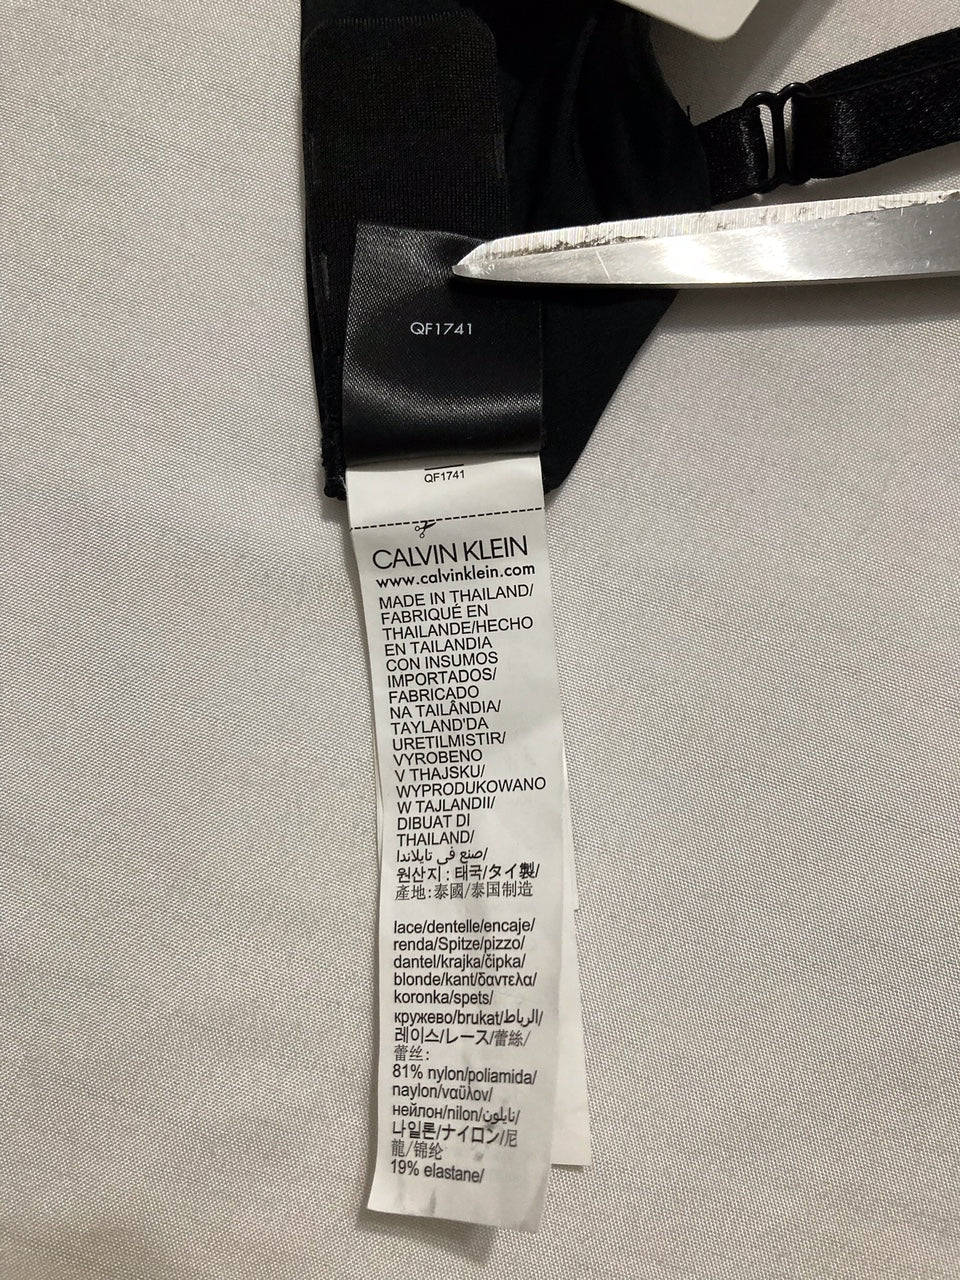 QF1741
QF1741
CALVIN KLEIN
www.calvinklein.com
MADE IN THAILAND/
FABRIQUÉ EN
THAILANDE/HECHO
EN TAILANDIA
CON INSUMOS
IMPORTADOS/
FABRICADO
NA TAILÂNDIA/
TAYLAND'DA
URETILMISTIR/
VYROBENO
V THAJSKU/
WYPRODUKOWANO
W TAJLANDII/
DIBUAT DI
THAILAND/
صنع في تايلاندا/
원산지 : 태국/タイ製/
產地:泰國/泰国制造
lace/dentelle/encaje/
renda/Spitze/pizzo/
dantel/krajka/čipka/
blonde/kant/δαντελα/
koronka/spets/
кружево/brukat/الرباط/
레이스/レース/蕾絲/
蕾丝:
81% nylon/poliamida/
naylon/ναϋλον/
нейлон/nilon/نايلون/
나일론/ナイロン/尼
龍/锦纶
19% elastane/